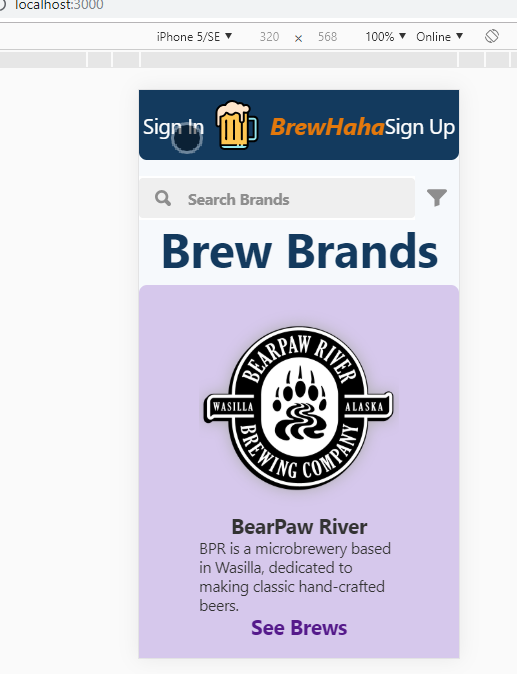 localhost:3000
iPhone 5/SE ▼ 320 × 568 100% ▼ Online ▼
Sign In BrewHaha Sign Up
Search Brands
Brew Brands
BEARPAW RIVER
WASILLA ALASKA
BREWING COMPANY
BearPaw River
BPR is a microbrewery based
in Wasilla, dedicated to
making classic hand-crafted
beers.
See Brews